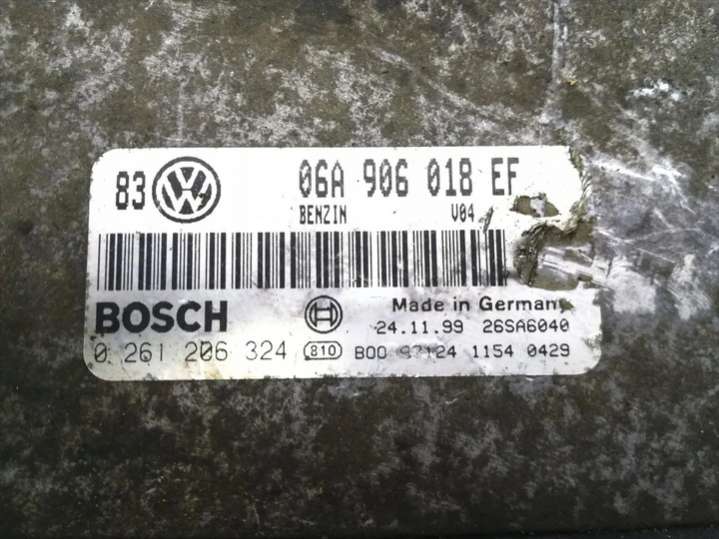 83 VW 06A 906 018 EF
BENZIN V04
BOSCH Made in Germany
24.11.99 26SA6040
0 261 206 324 810 B00 97124 1154 0429